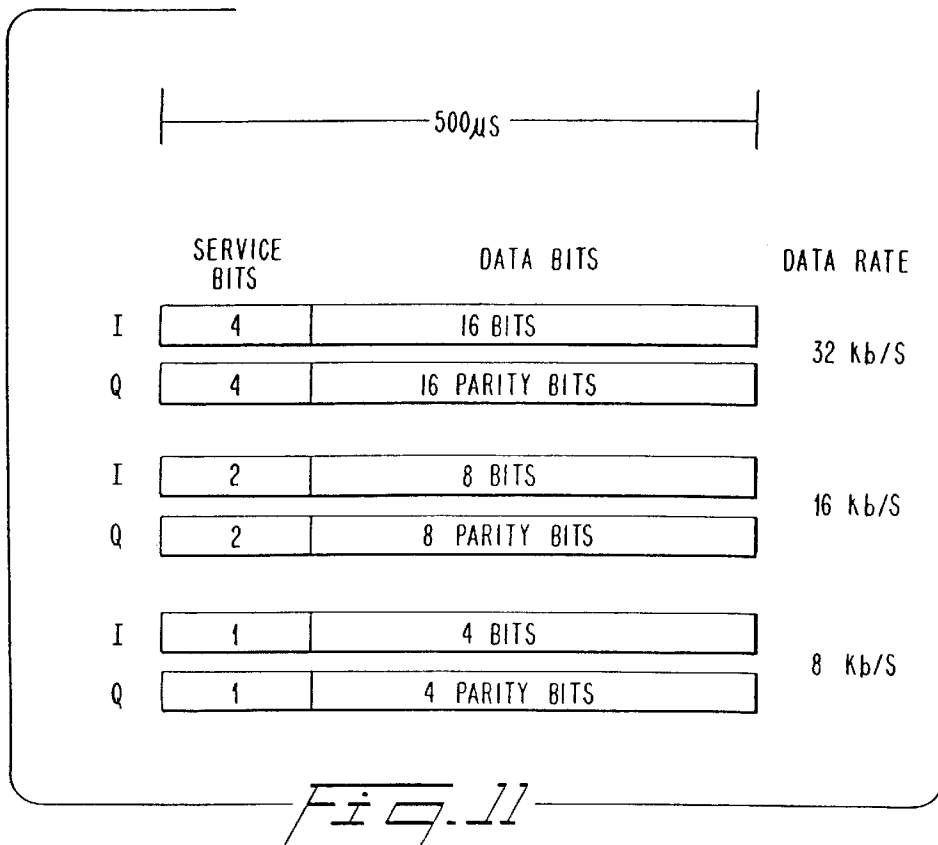 500µS
SERVICE BITS DATA BITS DATA RATE
I 4 16 BITS
32 Kb/S
Q 4 16 PARITY BITS
I 2 8 BITS
16 Kb/S
Q 2 8 PARITY BITS
I 1 4 BITS
8 Kb/S
Q 1 4 PARITY BITS
Fig. 11